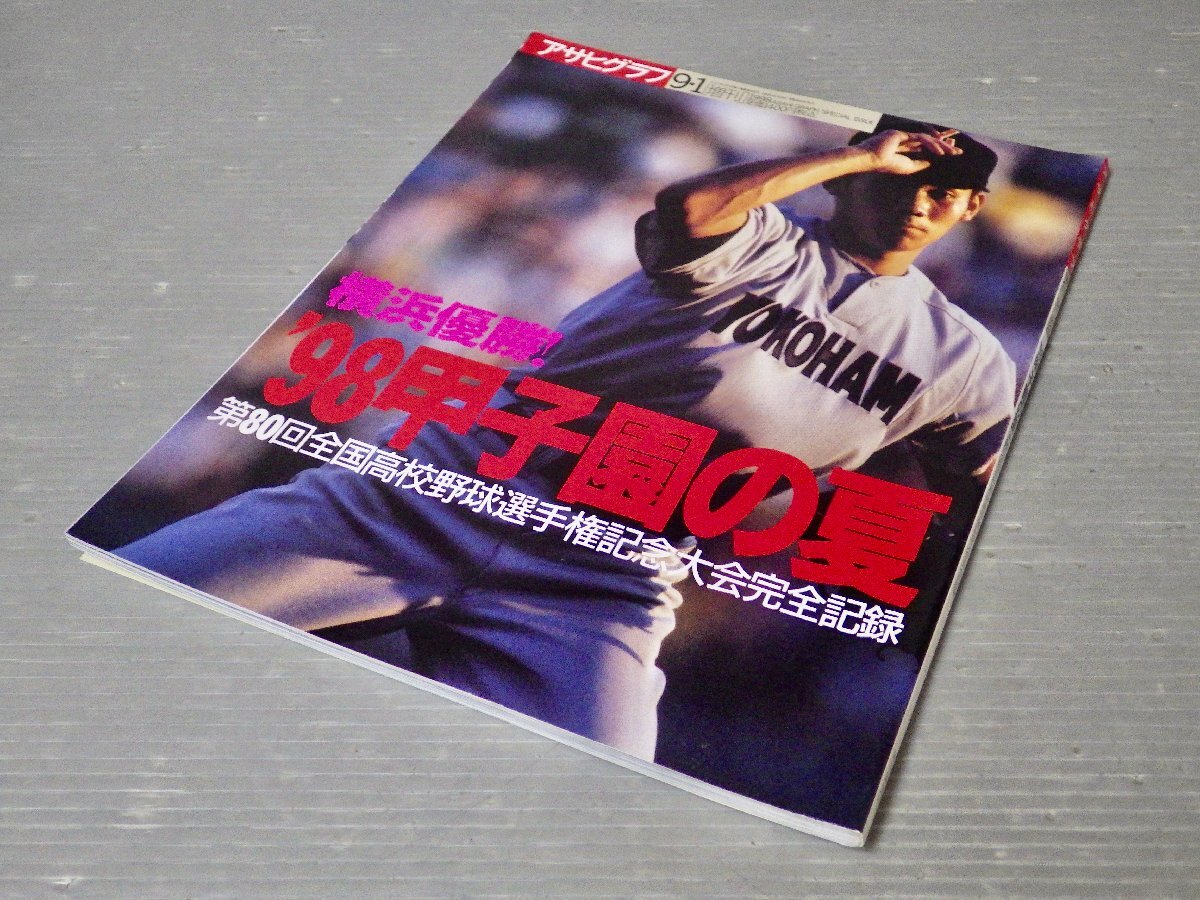 アサヒグラフ 9-1
YOKOHAM
横浜優勝!
'98甲子園の夏
第80回全国高校野球選手権記念大会完全記録